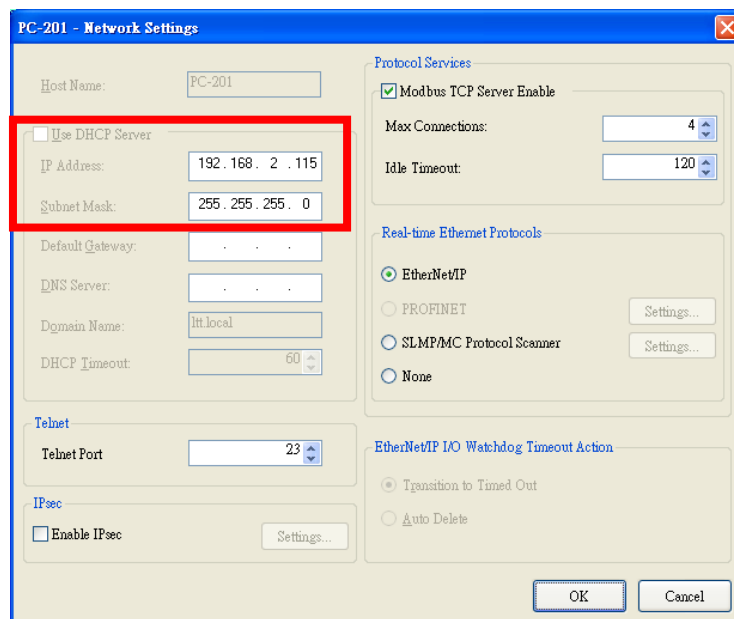 PC-201 - Network Settings
Host Name: PC-201
Use DHCP Server
IP Address: 192.168. 2 .115
Subnet Mask: 255.255.255. 0
Default Gateway: . . .
DNS Server: . . .
Domain Name: ltt.local
DHCP Timeout: 60
Telnet
Telnet Port 23
IPsec
Enable IPsec Settings...
Protocol Services
Modbus TCP Server Enable
Max Connections: 4
Idle Timeout: 120
Real-time Ethernet Protocols
EtherNet/IP
PROFINET Settings...
SLMP/MC Protocol Scanner Settings...
None
EtherNet/IP I/O Watchdog Timeout Action
Transition to Timed Out
Auto Delete
OK Cancel